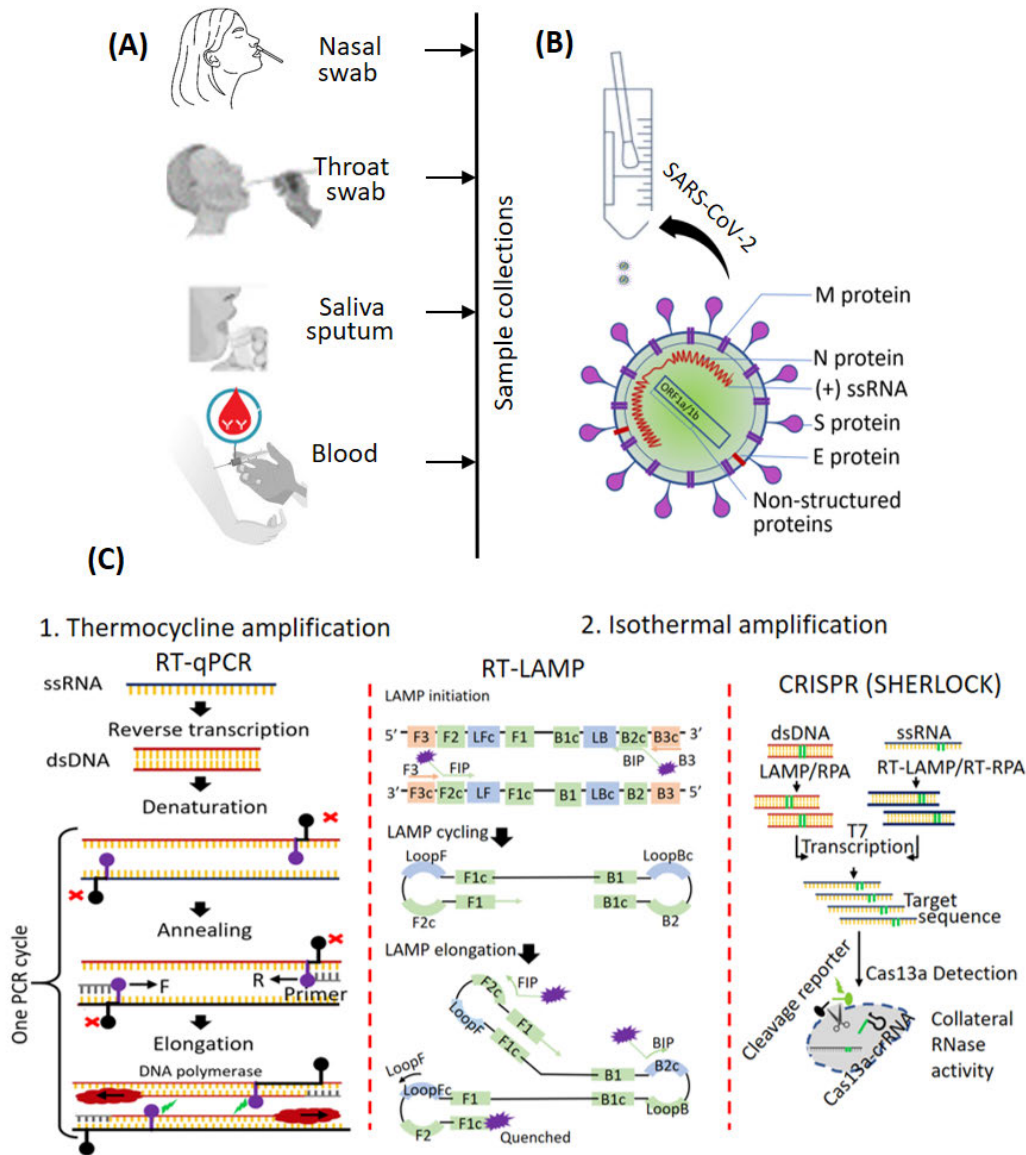 (A)
Nasal
swab
Throat
swab
Saliva
sputum
Blood
Sample collections
(B)
SARS-CoV-2
M protein
N protein
(+) ssRNA
S protein
E protein
Non-structured
proteins
ORF1a/1b
(C)
1. Thermocycline amplification
RT-qPCR
ssRNA
Reverse transcription
dsDNA
Denaturation
Annealing
F
R
Primer
Elongation
DNA polymerase
One PCR cycle
2. Isothermal amplification
RT-LAMP
LAMP initiation
5′ F3 F2 LFc F1 B1c LB B2c B3c 3′
F3 FIP BIP B3
3′ F3c F2c LF F1c B1 LBc B2 B3 5′
LAMP cycling
LoopF LoopBc
F1c B1
F1 B1c
F2c B2
LAMP elongation
F2c FIP
LoopF F1
F1c
BIP
B1 B2c
B1c LoopB
LoopF
LoopFc F1
F2 F1c
Quenched
CRISPR (SHERLOCK)
dsDNA ssRNA
LAMP/RPA RT-LAMP/RT-RPA
T7
Transcription
Target
sequence
Cas13a Detection
Cleavage reporter
Cas13a-crRNA
Collateral
RNase
activity